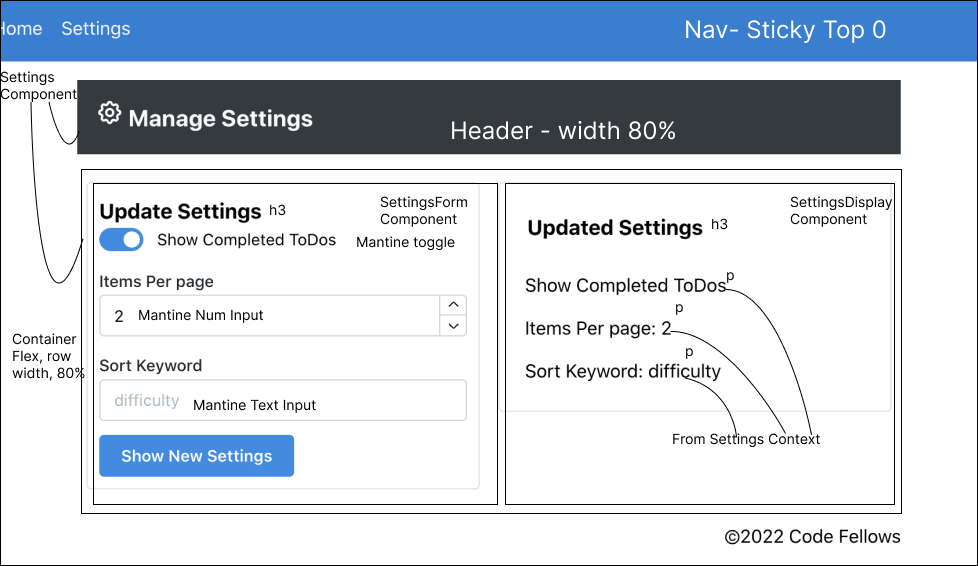 Home Settings
Nav- Sticky Top 0
Settings
Component
Manage Settings
Header - width 80%
Update Settings h3
SettingsForm
Component
Show Completed ToDos
Mantine toggle
Items Per page
2 Mantine Num Input
Sort Keyword
difficulty Mantine Text Input
Show New Settings
Container
Flex, row
width, 80%
SettingsDisplay
Component
Updated Settings h3
Show Completed ToDos p
Items Per page: 2 p
Sort Keyword: difficulty p
From Settings Context
©2022 Code Fellows